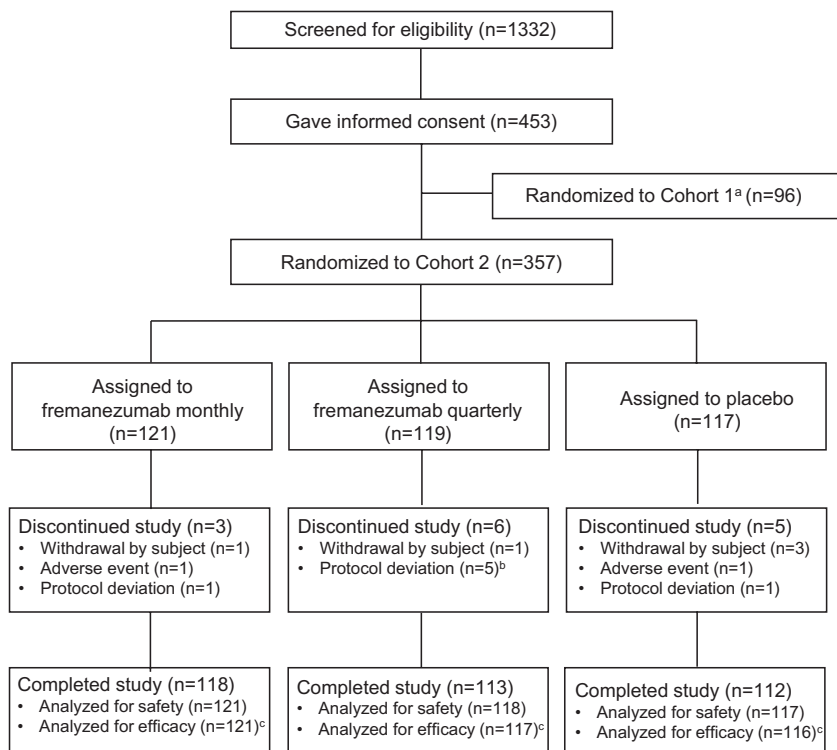 Screened for eligibility (n=1332)
Gave informed consent (n=453)
Randomized to Cohort 1ᵃ (n=96)
Randomized to Cohort 2 (n=357)
Assigned to
fremanezumab monthly
(n=121)
Assigned to
fremanezumab quarterly
(n=119)
Assigned to placebo
(n=117)
Discontinued study (n=3)
• Withdrawal by subject (n=1)
• Adverse event (n=1)
• Protocol deviation (n=1)
Discontinued study (n=6)
• Withdrawal by subject (n=1)
• Protocol deviation (n=5)ᵇ
Discontinued study (n=5)
• Withdrawal by subject (n=3)
• Adverse event (n=1)
• Protocol deviation (n=1)
Completed study (n=118)
• Analyzed for safety (n=121)
• Analyzed for efficacy (n=121)ᶜ
Completed study (n=113)
• Analyzed for safety (n=118)
• Analyzed for efficacy (n=117)ᶜ
Completed study (n=112)
• Analyzed for safety (n=117)
• Analyzed for efficacy (n=116)ᶜ